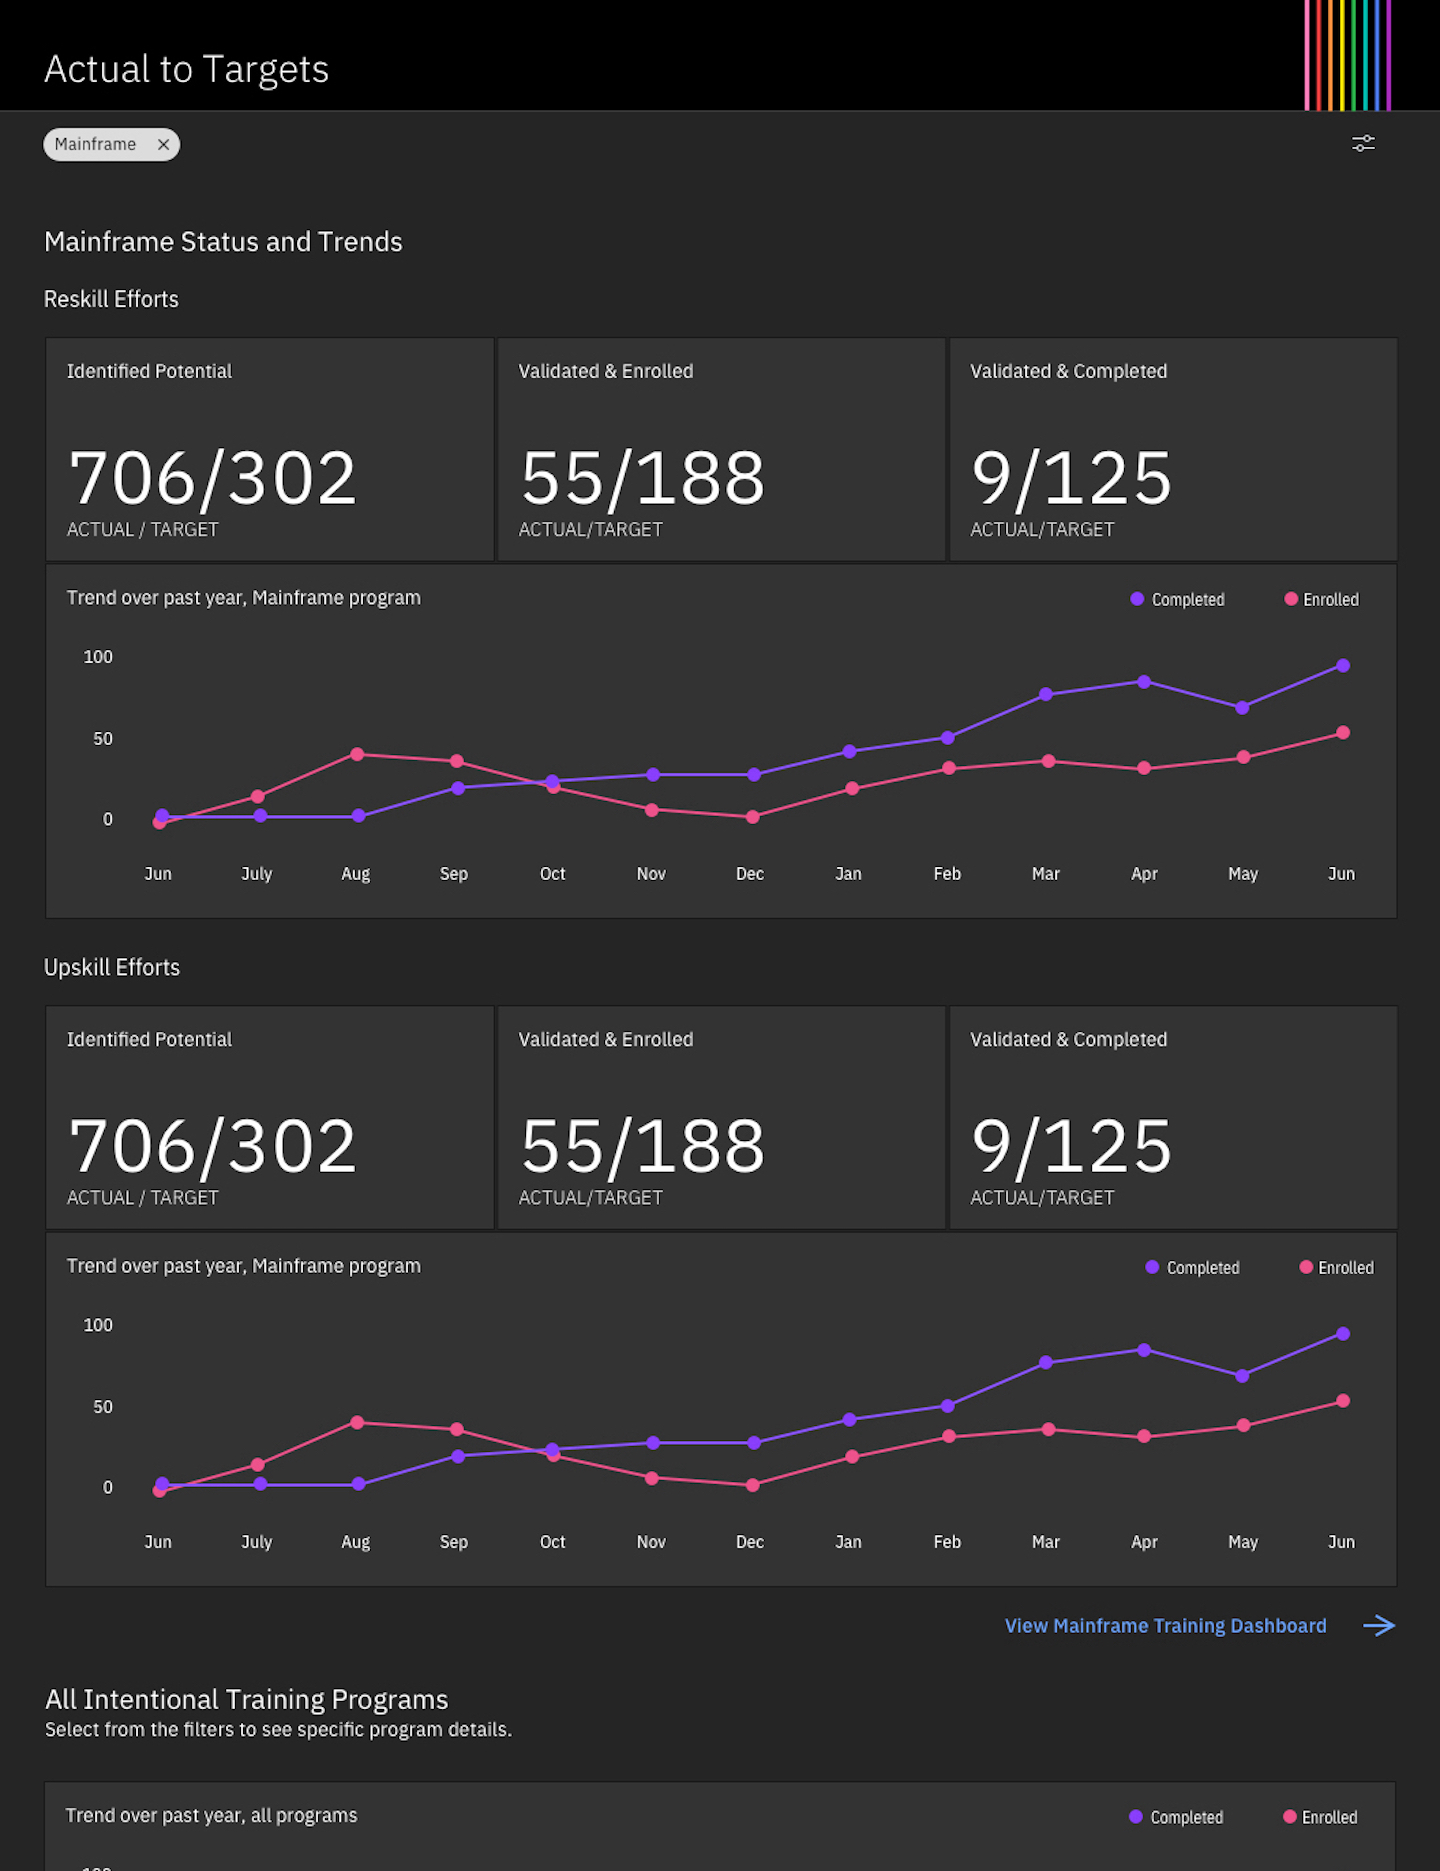 Actual to Targets
Mainframe
Mainframe Status and Trends
Reskill Efforts
Identified Potential
706/302
ACTUAL / TARGET
Validated & Enrolled
55/188
ACTUAL/TARGET
Validated & Completed
9/125
ACTUAL/TARGET
Trend over past year, Mainframe program
Completed
Enrolled
100
50
0
Jun July Aug Sep Oct Nov Dec Jan Feb Mar Apr May Jun
Upskill Efforts
Identified Potential
706/302
ACTUAL / TARGET
Validated & Enrolled
55/188
ACTUAL/TARGET
Validated & Completed
9/125
ACTUAL/TARGET
Trend over past year, Mainframe program
Completed
Enrolled
100
50
0
Jun July Aug Sep Oct Nov Dec Jan Feb Mar Apr May Jun
View Mainframe Training Dashboard
All Intentional Training Programs
Select from the filters to see specific program details.
Trend over past year, all programs
Completed
Enrolled